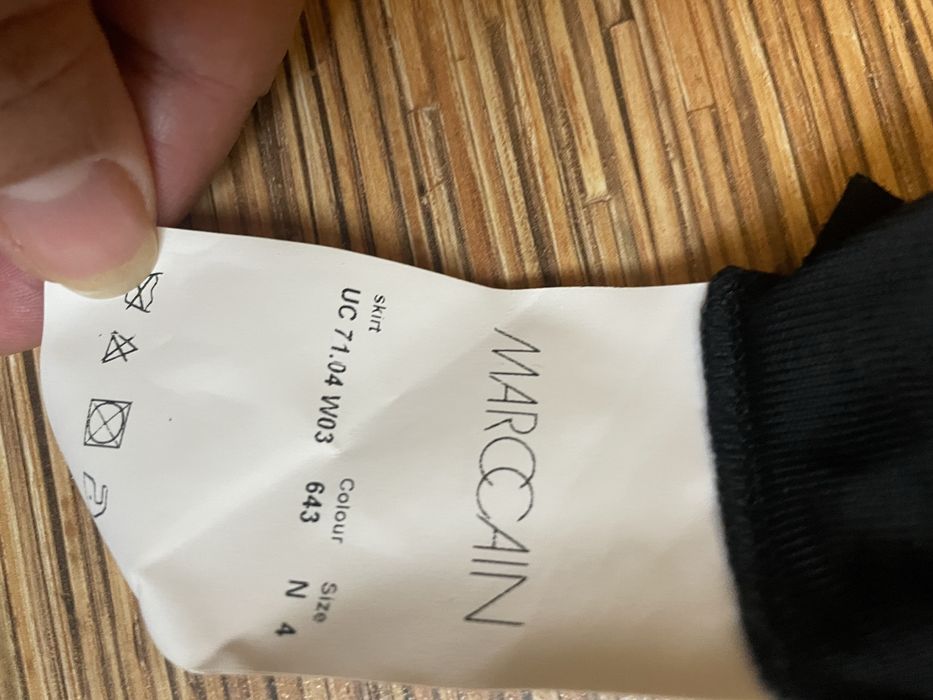 MARCCAIN
skirt Colour Size
UC 71.04 W03 643 N 4